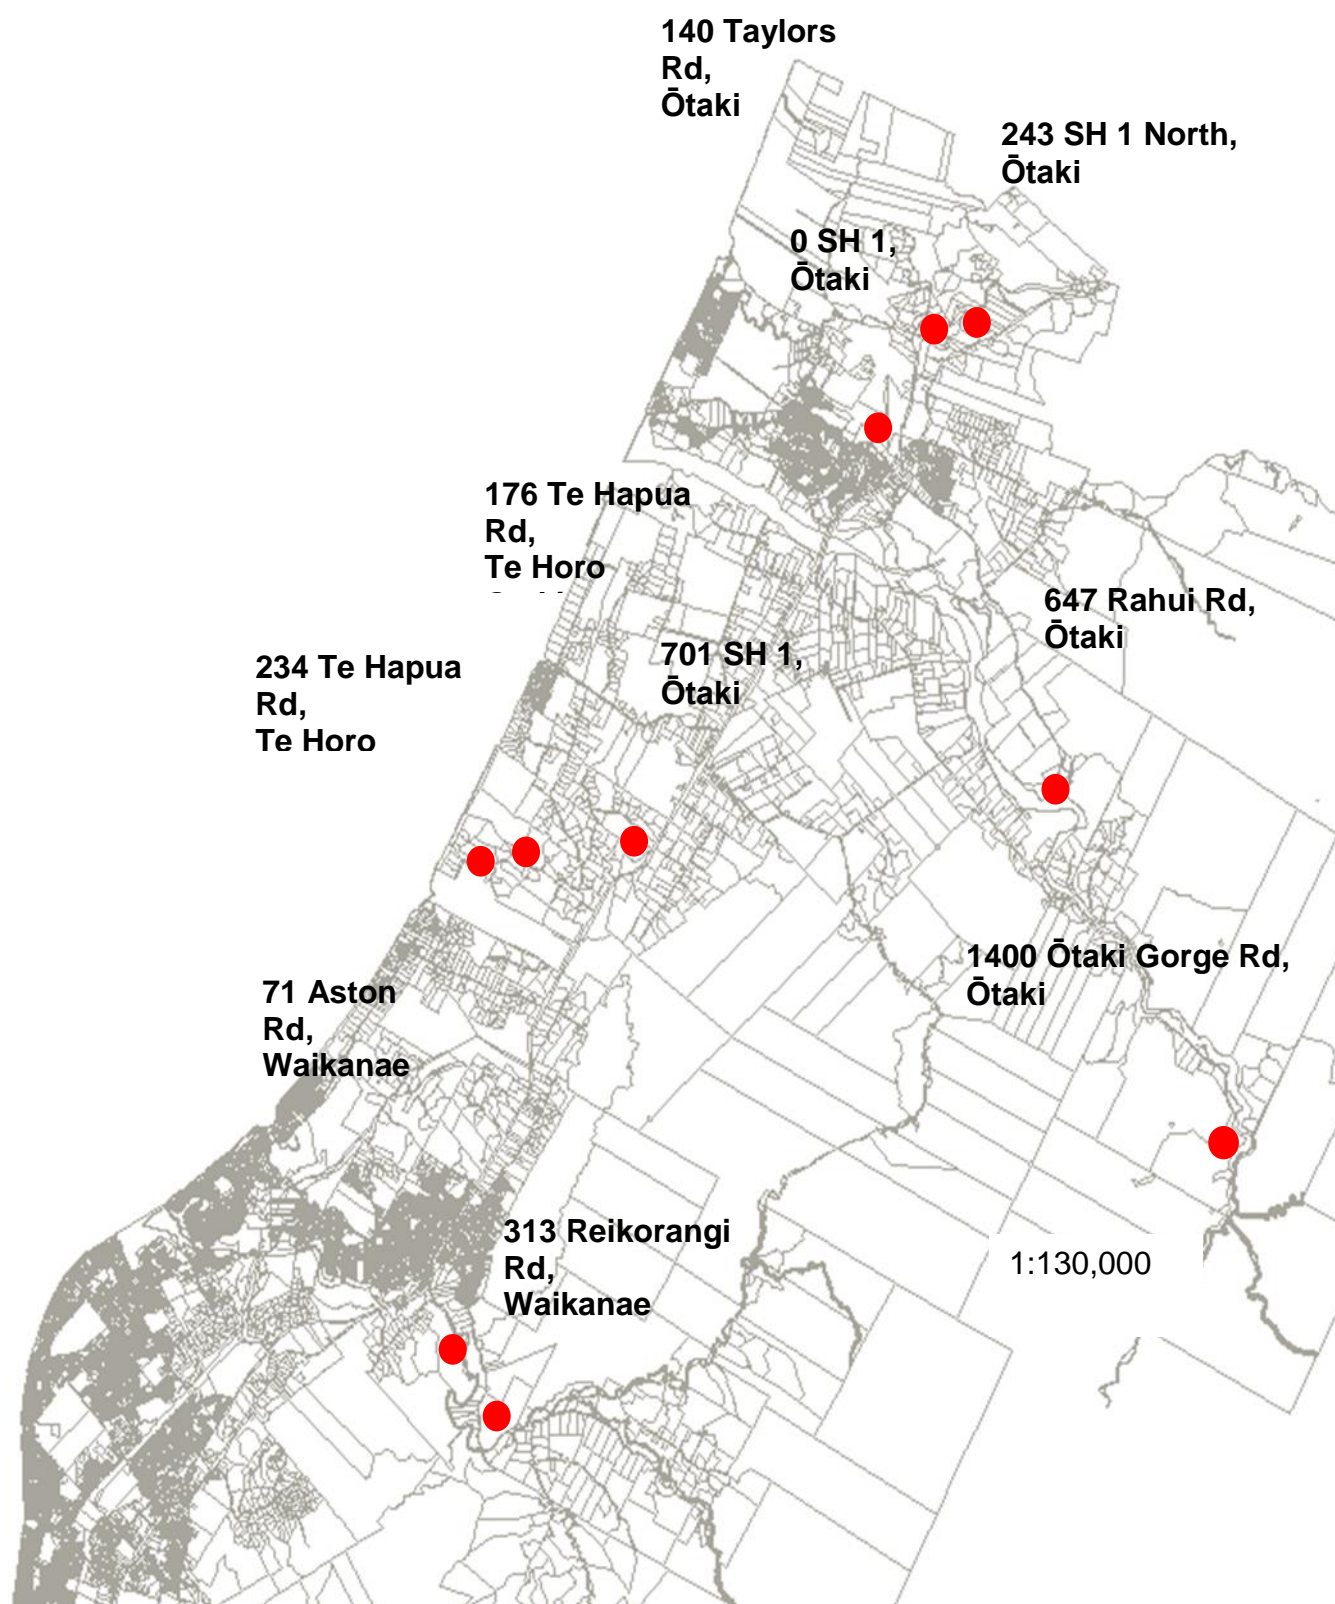 140 Taylors
Rd,
Ōtaki
243 SH 1 North,
Ōtaki
0 SH 1,
Ōtaki
176 Te Hapua
Rd,
Te Horo
647 Rahui Rd,
Ōtaki
701 SH 1,
Ōtaki
234 Te Hapua
Rd,
Te Horo
1400 Ōtaki Gorge Rd,
Ōtaki
71 Aston
Rd,
Waikanae
313 Reikorangi
Rd,
Waikanae
1:130,000